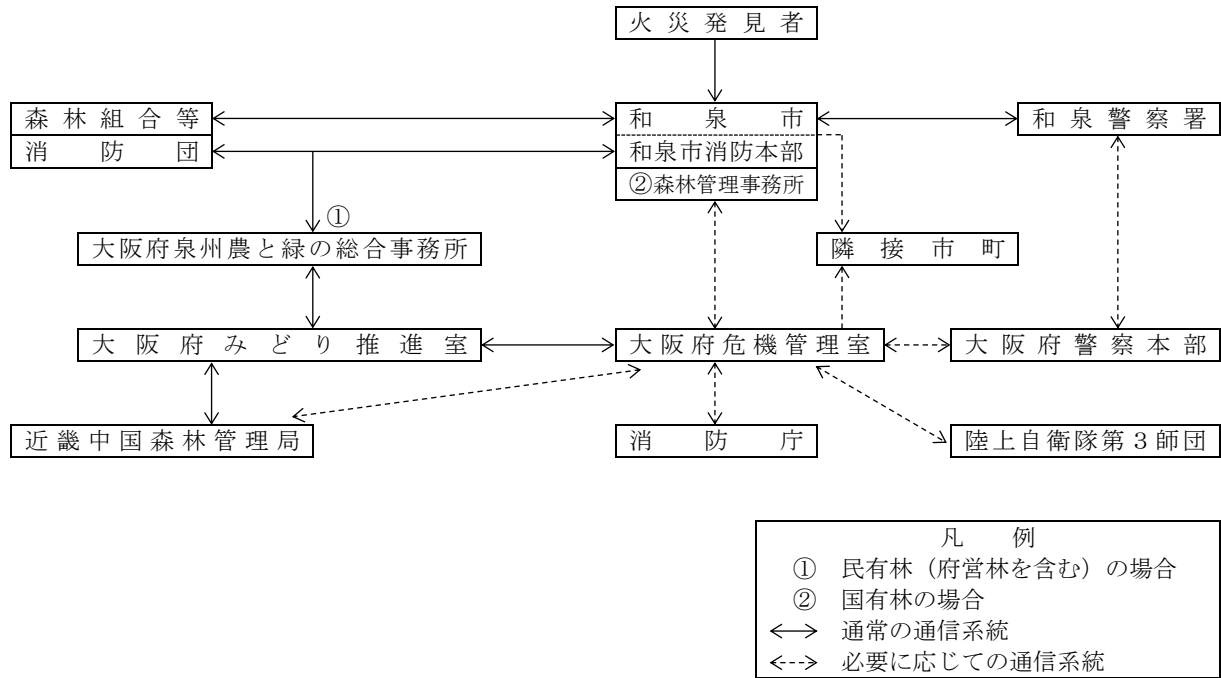 火災発見者
森林組合等
和泉市
和泉警察署
消防団
和泉市消防本部
②森林管理事務所
①
大阪府泉州農と緑の総合事務所
隣接市町
大阪府みどり推進室
大阪府危機管理室
大阪府警察本部
近畿中国森林管理局
消防庁
陸上自衛隊第3師団
凡例
① 民有林（府営林を含む）の場合
② 国有林の場合
通常の通信系統
必要に応じての通信系統